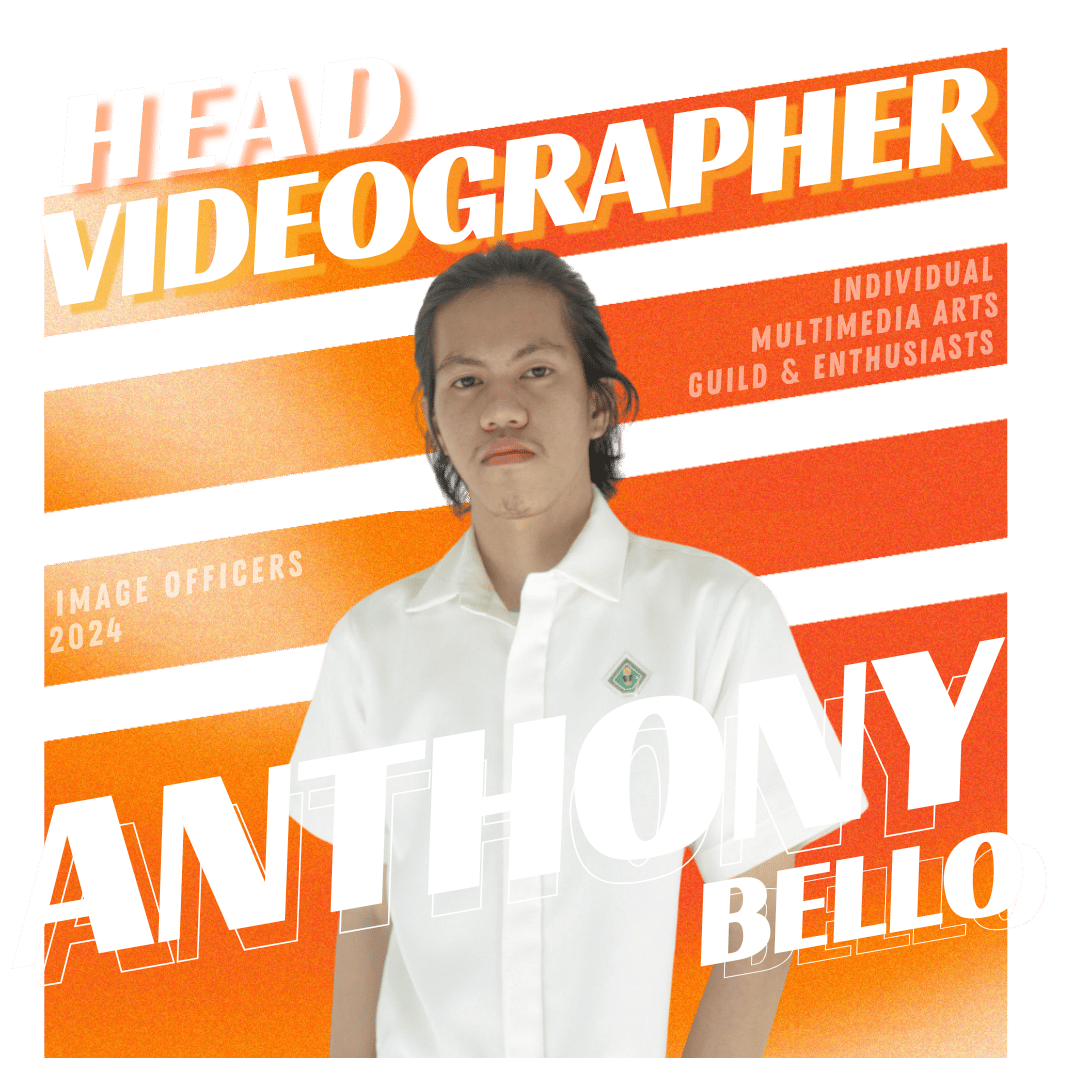 HEAD
VIDEOGRAPHER
INDIVIDUAL
MULTIMEDIA ARTS
GUILD & ENTHUSIASTS
IMAGE OFFICERS
2024
ANTHONY
BELLO